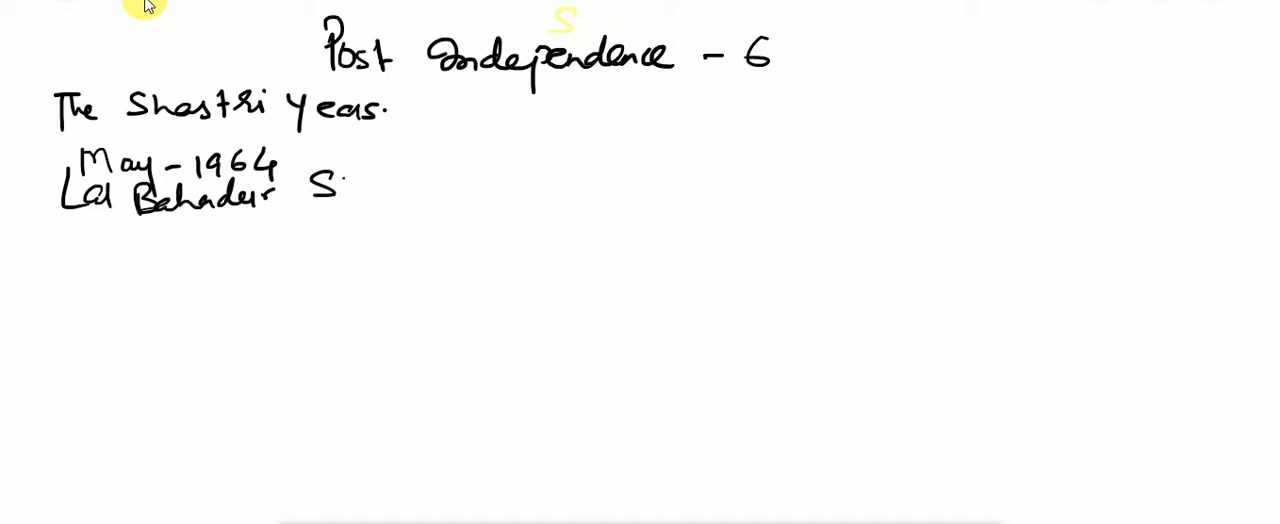 S
Post Independence - 6
The Shastri Years.
May - 1964
Lal Bahadur S